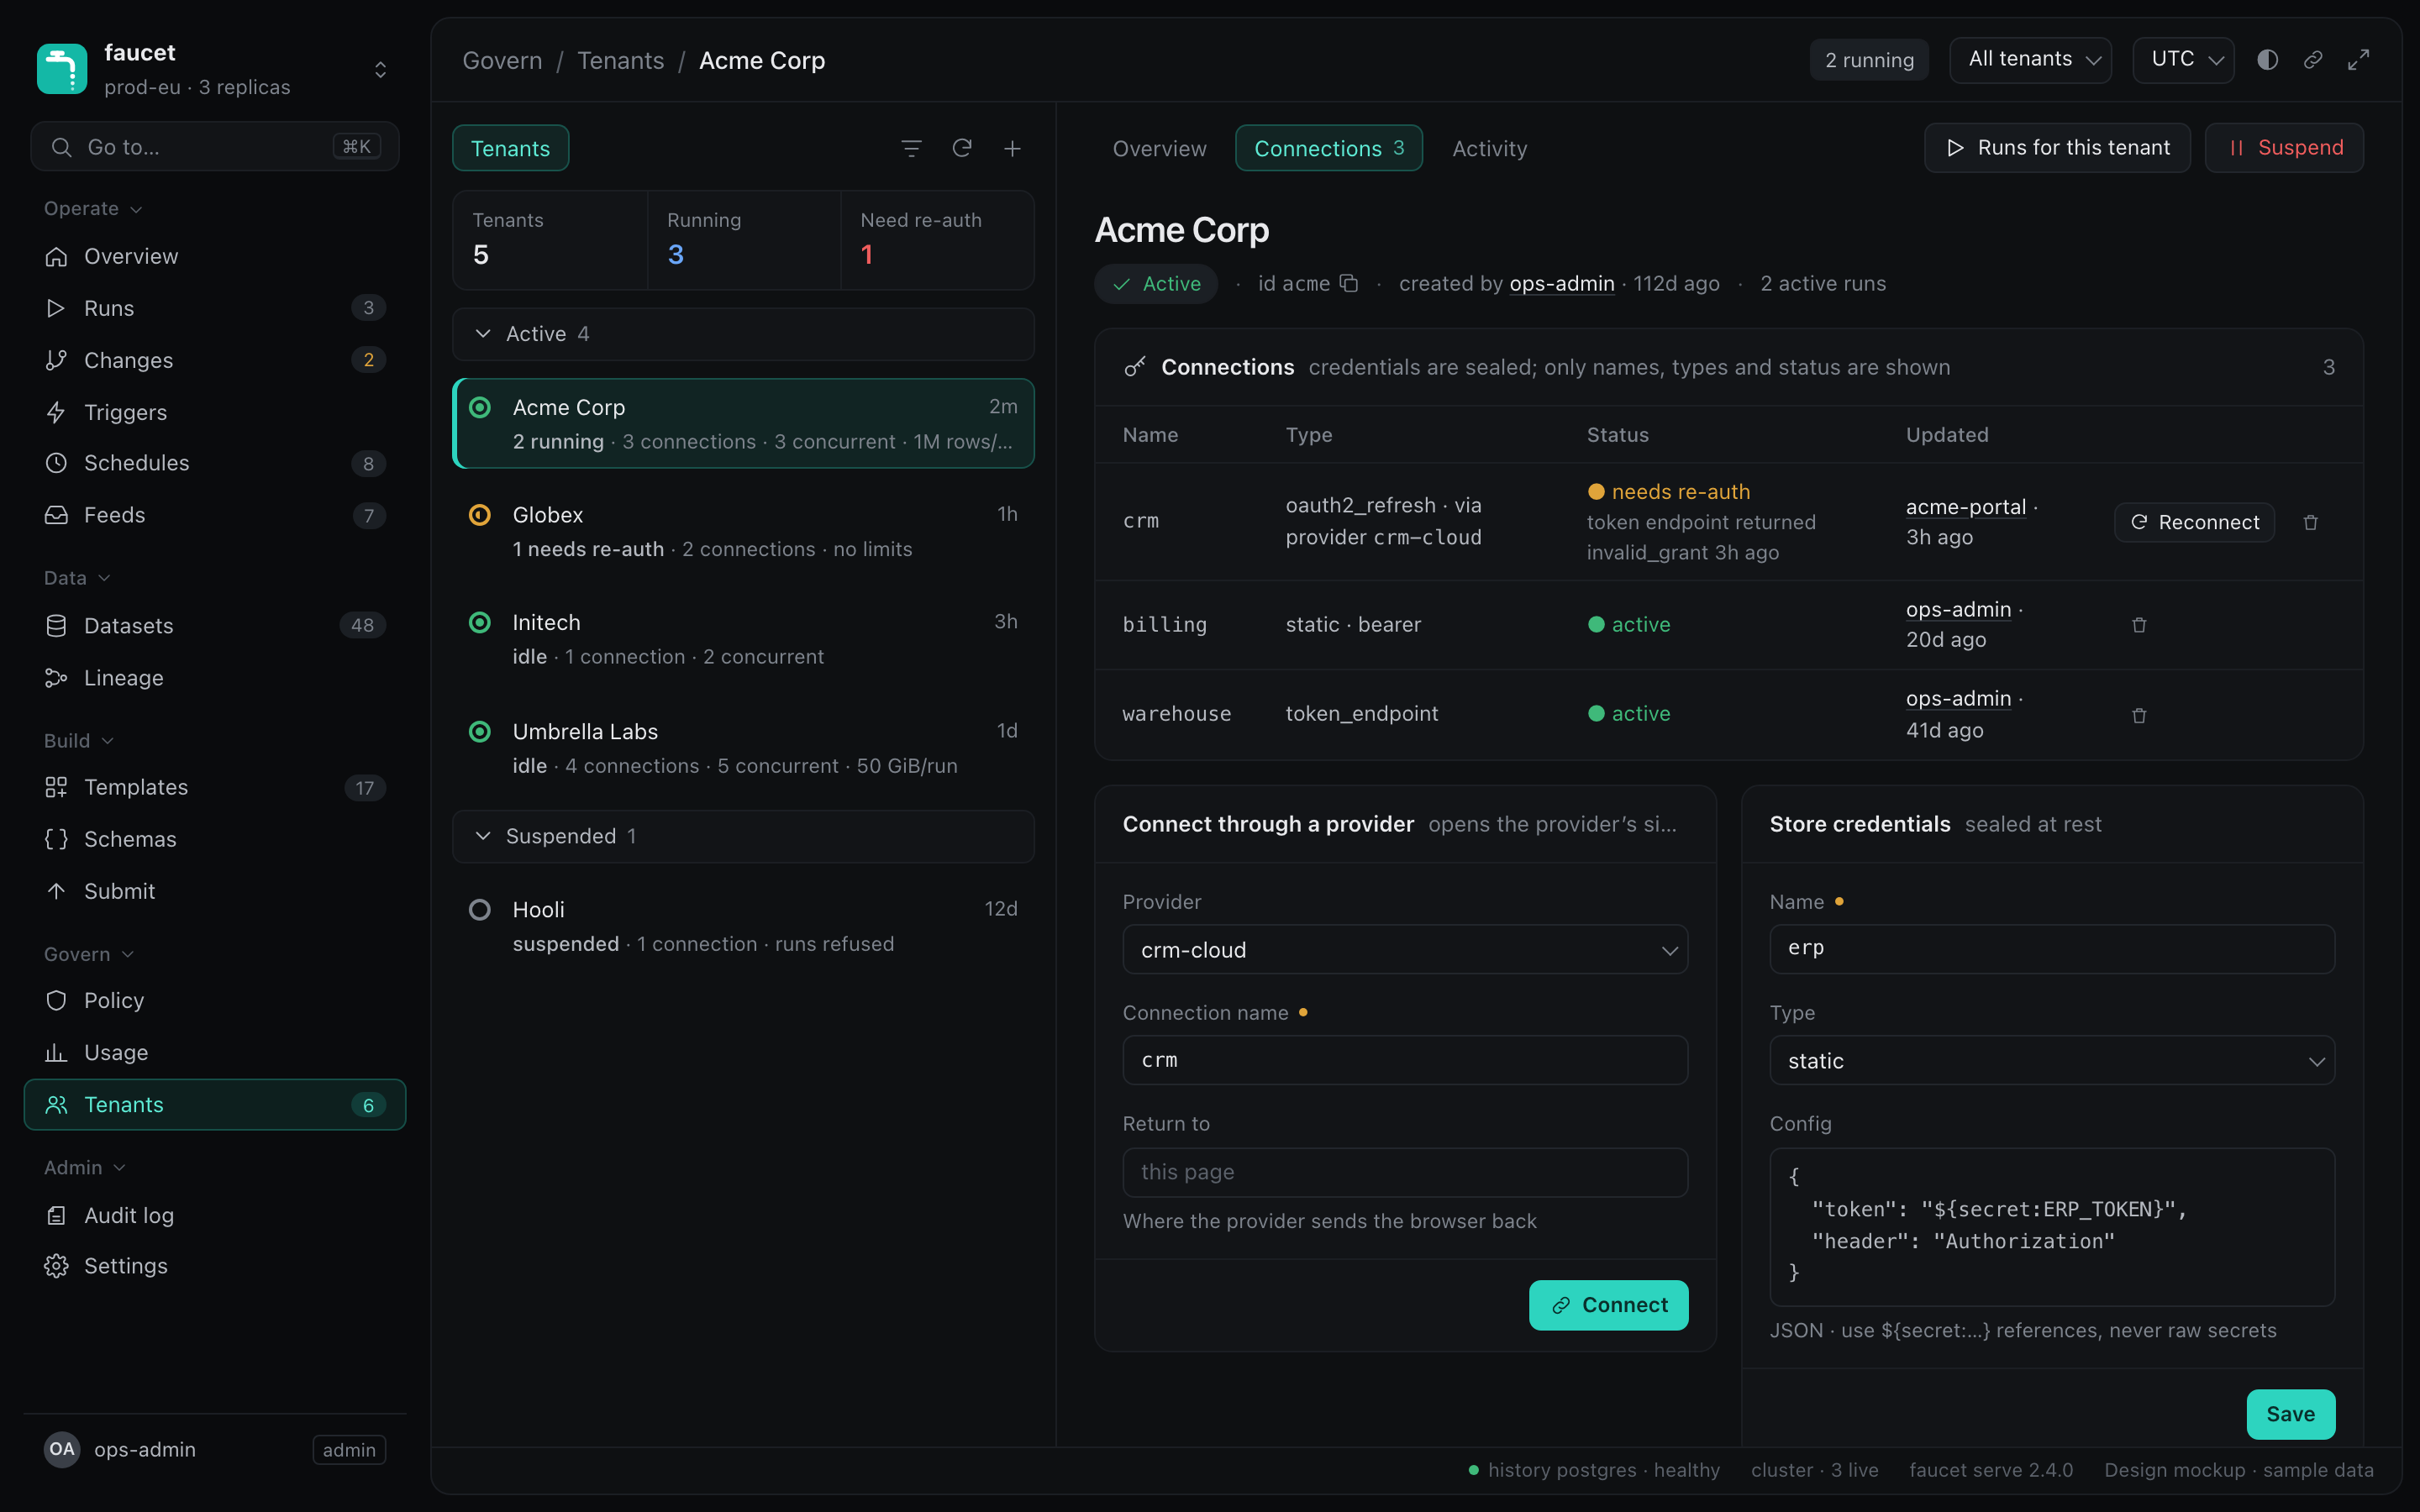 faucet
prod-eu · 3 replicas
Go to...
⌘K
Operate
Overview
Runs 3
Changes 2
Triggers
Schedules 8
Feeds 7
Data
Datasets 48
Lineage
Build
Templates 17
Schemas
Submit
Govern
Policy
Usage
Tenants 6
Admin
Audit log
Settings
OA ops-admin admin
Govern / Tenants / Acme Corp
2 running
All tenants
UTC
Tenants
Tenants
5
Running
3
Need re-auth
1
Active 4
Acme Corp 2m
2 running · 3 connections · 3 concurrent · 1M rows/...
Globex 1h
1 needs re-auth · 2 connections · no limits
Initech 3h
idle · 1 connection · 2 concurrent
Umbrella Labs 1d
idle · 4 connections · 5 concurrent · 50 GiB/run
Suspended 1
Hooli 12d
suspended · 1 connection · runs refused
Overview
Connections 3
Activity
Runs for this tenant
Suspend
Acme Corp
Active · id acme · created by ops-admin · 112d ago · 2 active runs
Connections credentials are sealed; only names, types and status are shown 3
Name Type Status Updated
crm
oauth2_refresh · via
provider crm-cloud
needs re-auth
token endpoint returned
invalid_grant 3h ago
acme-portal ·
3h ago
Reconnect
billing
static · bearer
active
ops-admin ·
20d ago
warehouse
token_endpoint
active
ops-admin ·
41d ago
Connect through a provider opens the provider's si...
Provider
crm-cloud
Connection name
crm
Return to
this page
Where the provider sends the browser back
Connect
Store credentials sealed at rest
Name
erp
Type
static
Config
{
"token": "${secret:ERP_TOKEN}",
"header": "Authorization"
}
JSON · use ${secret:...} references, never raw secrets
Save
history postgres · healthy
cluster · 3 live
faucet serve 2.4.0
Design mockup · sample data